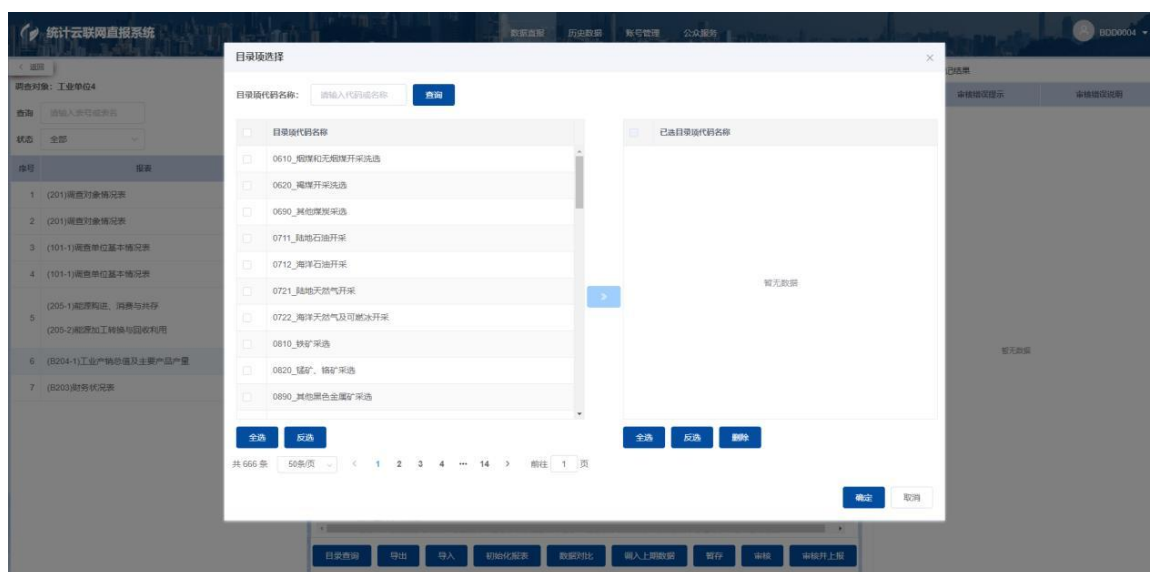 统计云联网直报系统
数据直报 历史数据 账号管理 公众服务
BDD0004
返回
调查对象：工业单位4
查询 请输入表号或表名
状态 全部
序号 报表
1 (201)调查对象情况表
2 (201)调查对象情况表
3 (101-1)调查单位基本情况表
4 (101-1)调查单位基本情况表
5 (205-1)能源购进、消费与库存
(205-2)能源加工转换与回收利用
6 (B204-1)工业产销总值及主要产品产量
7 (B203)财务状况表
目录项选择
目录项代码名称： 请输入代码或名称 查询
目录项代码名称
0610_烟煤和无烟煤开采洗选
0620_褐煤开采洗选
0690_其他煤炭采选
0711_陆地石油开采
0712_海洋石油开采
0721_陆地天然气开采
0722_海洋天然气及可燃冰开采
0810_铁矿采选
0820_锰矿、铬矿采选
0890_其他黑色金属矿采选
全选 反选
共 666 条 50条/页 < 1 2 3 4 ··· 14 > 前往 1 页
已选目录项代码名称
暂无数据
全选 反选 删除
确定 取消
审核错误提示 审核错误说明
暂无数据
目录查询 导出 导入 初始化报表 数据对比 调入上期数据 暂存 审核 审核并上报